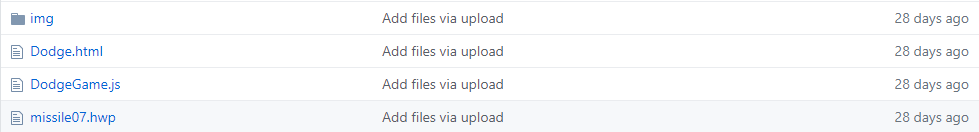 img Add files via upload 28 days ago
Dodge.html Add files via upload 28 days ago
DodgeGame.js Add files via upload 28 days ago
missile07.hwp Add files via upload 28 days ago